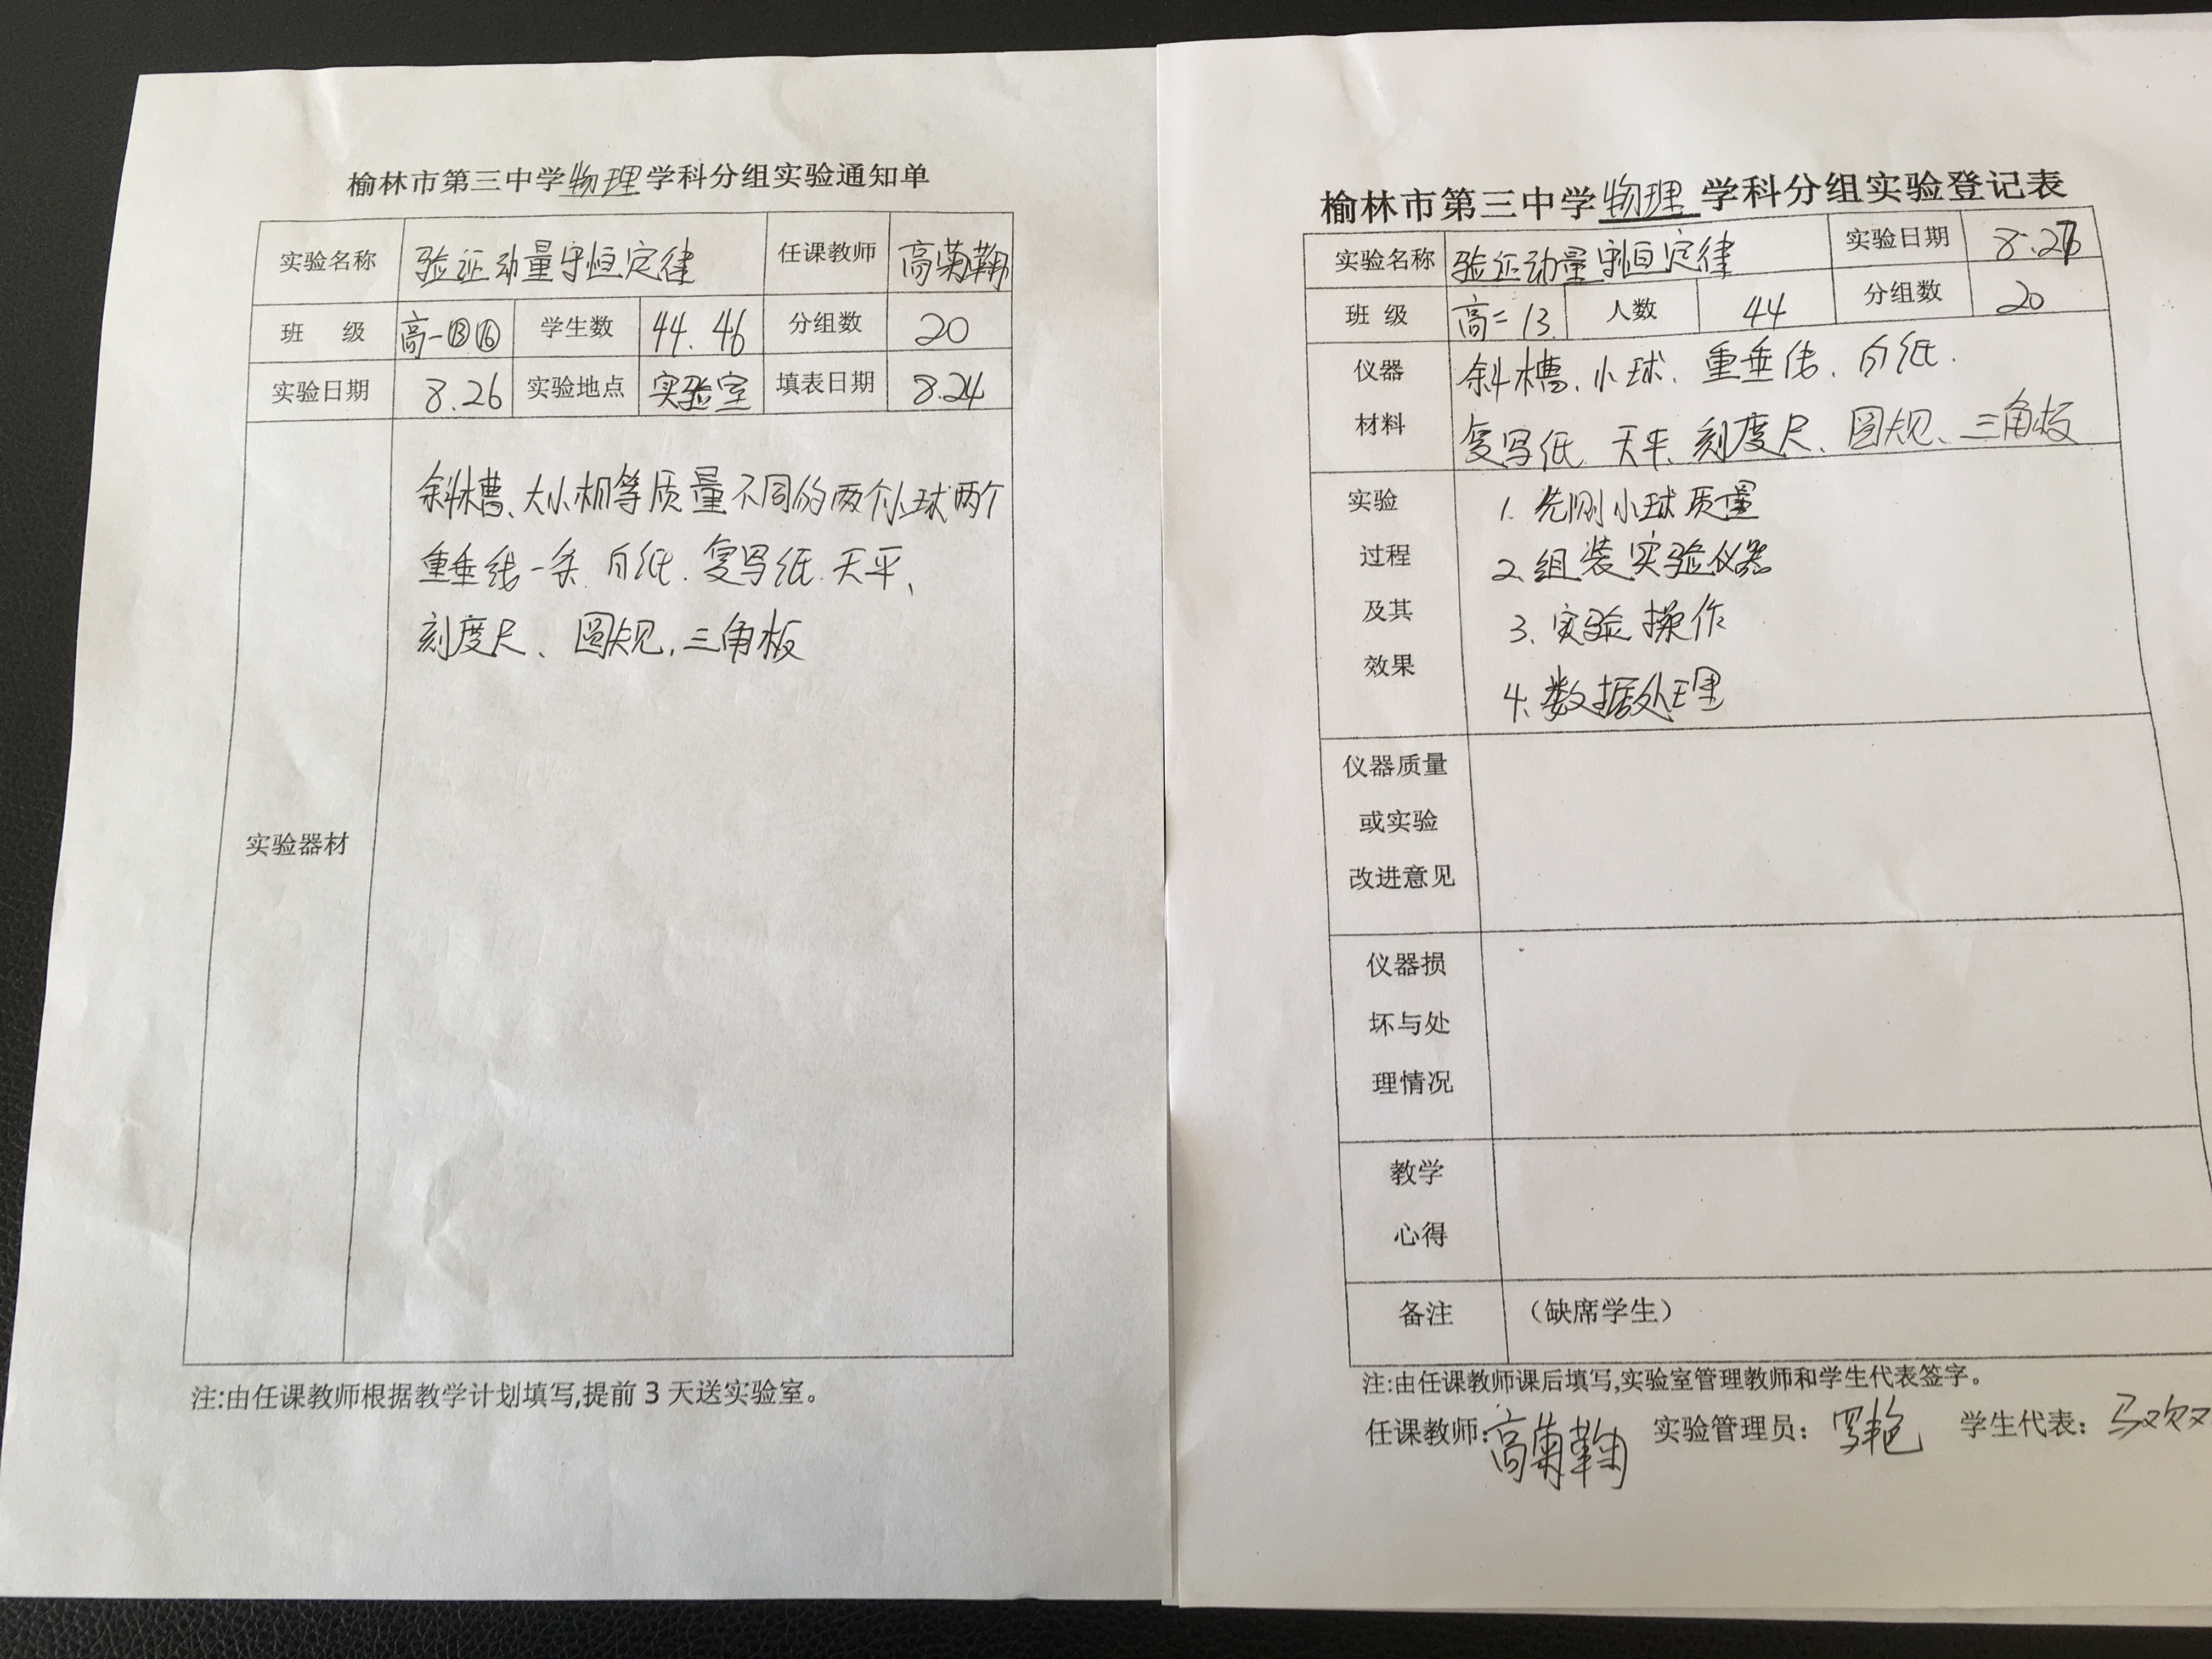 榆林市第三中学物理学科分组实验通知单
实验名称 验证动量守恒定律 任课教师 高菊鞠
班 级 高一⑬⑯ 学生数 44.46 分组数 20
实验日期 8.26 实验地点 实验室 填表日期 8.24
实验器材
斜槽、大小相等质量不同的两个小球两个
重垂线一条、白纸、复写纸、天平、
刻度尺、圆规、三角板
注:由任课教师根据教学计划填写,提前3天送实验室。
榆林市第三中学物理学科分组实验登记表
实验名称 验证动量守恒定律 实验日期
班 级 高二13 人数 44 分组数 20
仪器 斜槽、小球、重垂线、白纸.
材料 复写纸、天平、刻度尺、圆规、三角板
实验 1. 先测小球质量
过程 2. 组装实验仪器
及其 3. 实验操作
效果 4. 数据处理
仪器质量
或实验
改进意见
仪器损
坏与处
理情况
教学
心得
备注 (缺席学生)
注:由任课教师课后填写,实验室管理教师和学生代表签字。
任课教师: 高菊鞠 实验管理员: 罗艳 学生代表: 马欢欢